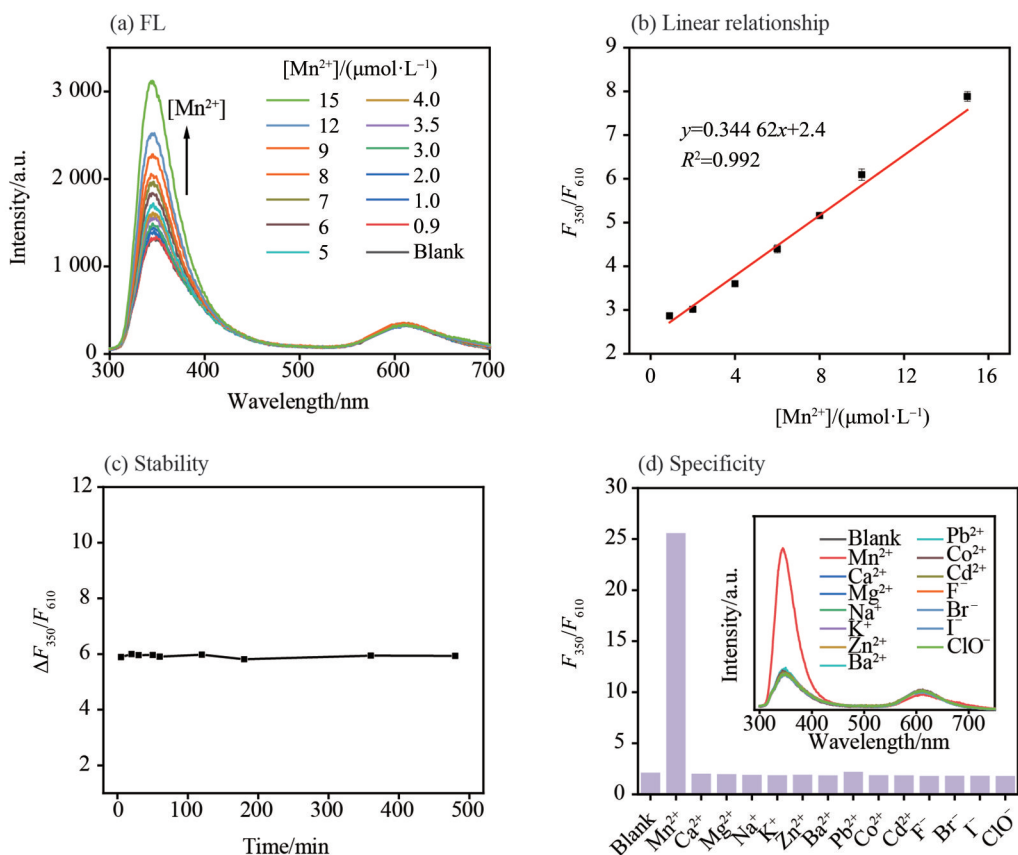 (a) FL
Intensity/a.u.
3 000
2 000
1 000
0
[Mn²⁺]
[Mn²⁺]/(μmol·L⁻¹)
15 4.0
12 3.5
9 3.0
8 2.0
7 1.0
6 0.9
5 Blank
300 400 500 600 700
Wavelength/nm
(b) Linear relationship
F₃₅₀/F₆₁₀
9
8
7
6
5
4
3
2
y=0.344 62x+2.4
R²=0.992
0 4 8 12 16
[Mn²⁺]/(μmol·L⁻¹)
(c) Stability
ΔF₃₅₀/F₆₁₀
12
10
8
6
4
2
0 100 200 300 400 500
Time/min
(d) Specificity
F₃₅₀/F₆₁₀
30
25
20
15
10
5
0
Intensity/a.u.
Blank Pb²⁺
Mn²⁺ Co²⁺
Ca²⁺ Cd²⁺
Mg²⁺ F⁻
Na⁺ Br⁻
K⁺ I⁻
Zn²⁺ ClO⁻
Ba²⁺
300 400 500 600 700
Wavelength/nm
Blank Mn²⁺ Ca²⁺ Mg²⁺ Na⁺ K⁺ Zn²⁺ Ba²⁺ Pb²⁺ Co²⁺ Cd²⁺ F⁻ Br⁻ I⁻ ClO⁻